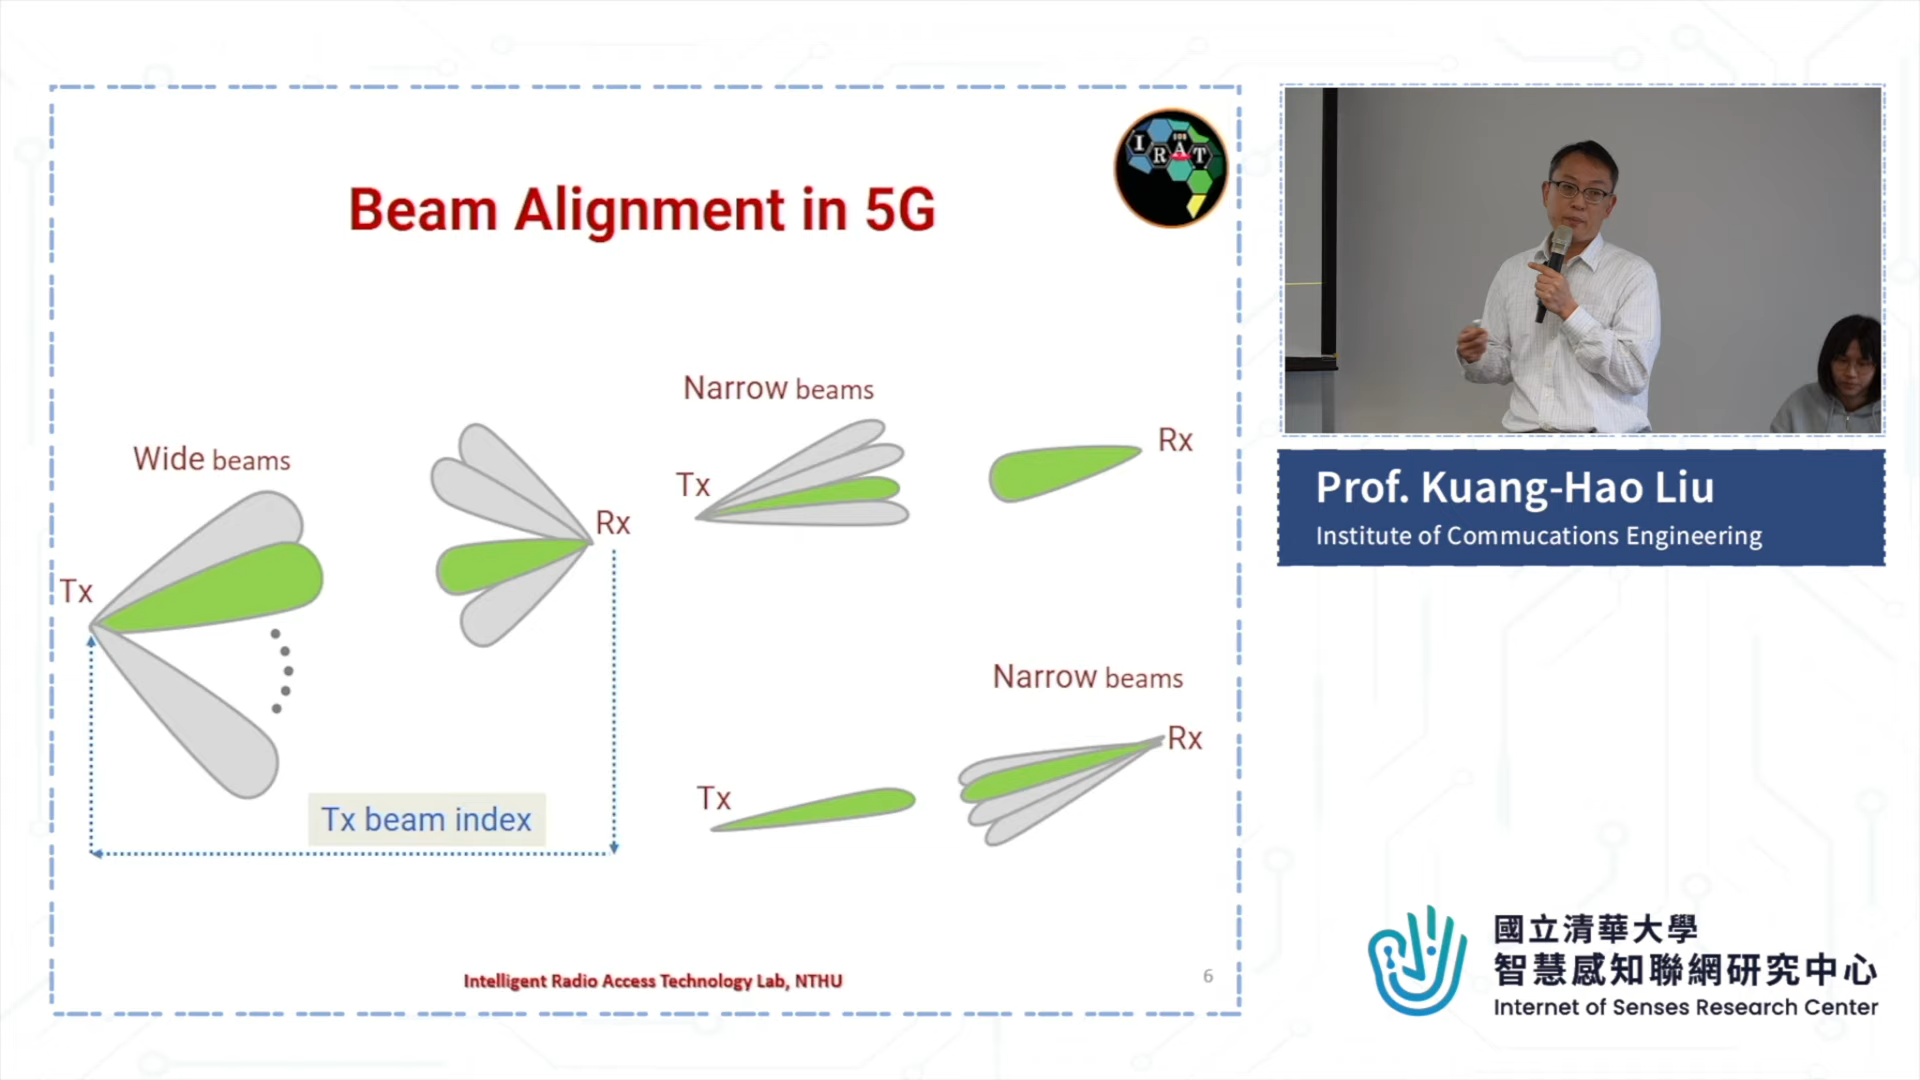 IRAT
Beam Alignment in 5G
Wide beams
Tx
Rx
Tx beam index
Narrow beams
Tx
Rx
Narrow beams
Tx
Rx
Intelligent Radio Access Technology Lab, NTHU
6
Prof. Kuang-Hao Liu
Institute of Commucations Engineering
國立清華大學
智慧感知聯網研究中心
Internet of Senses Research Center